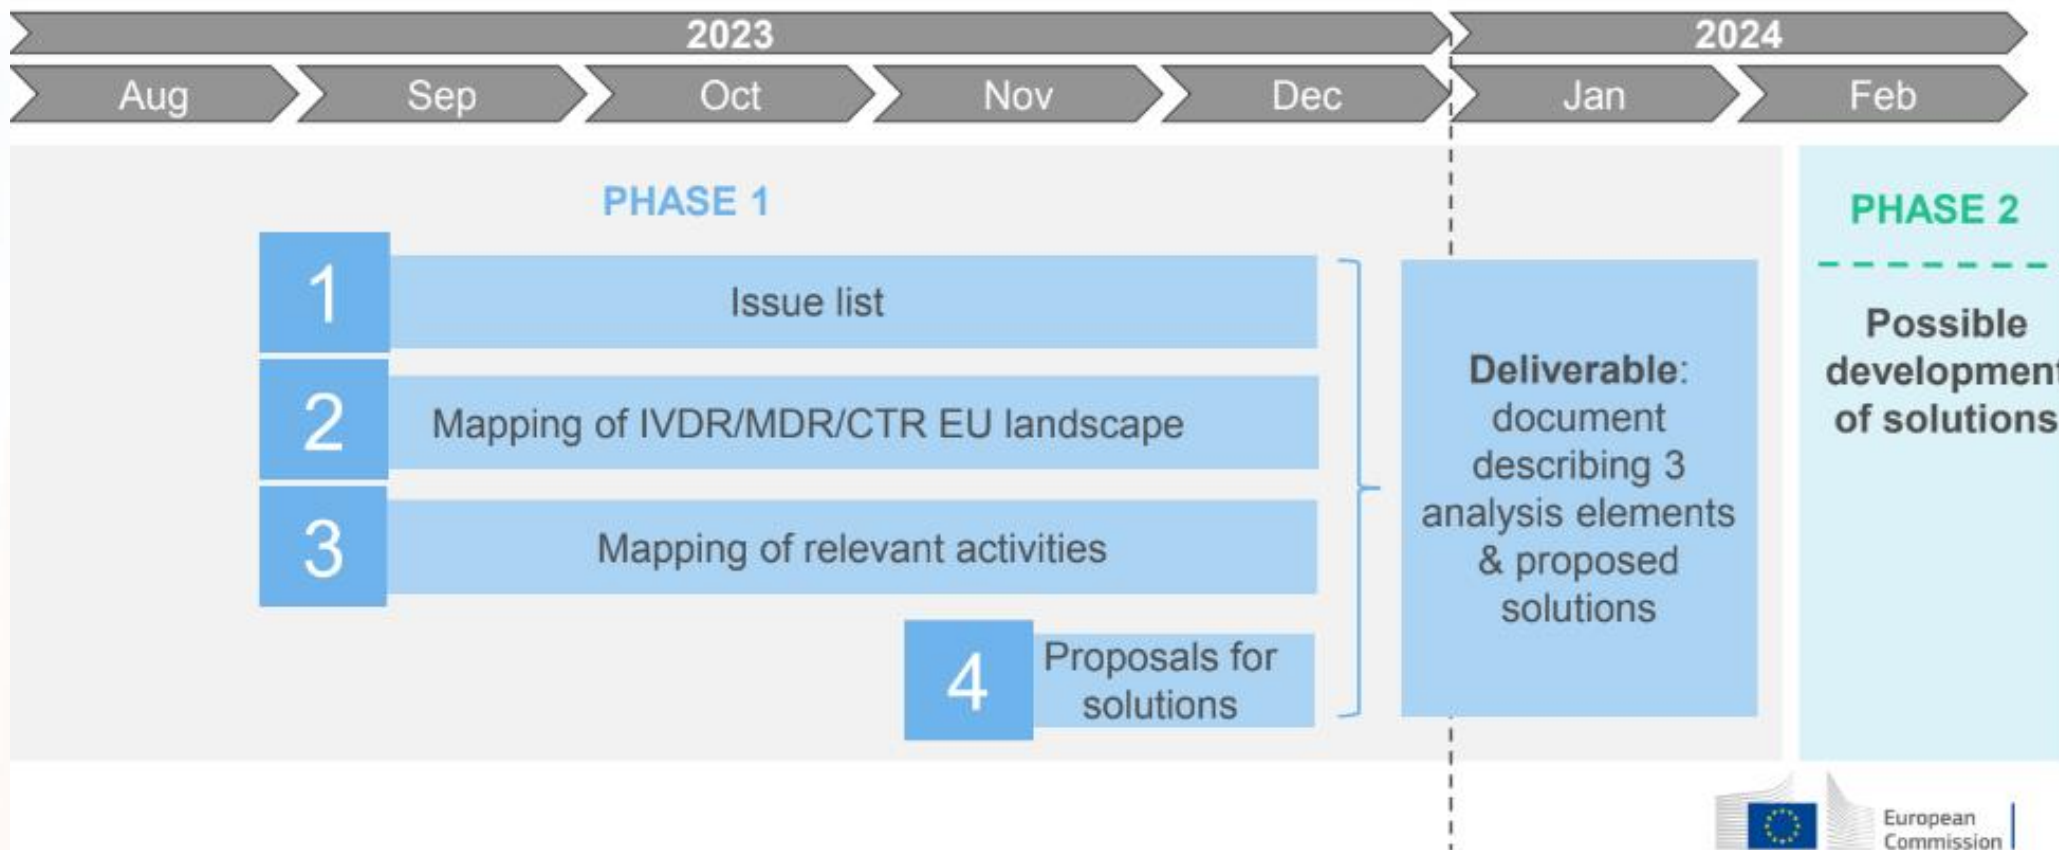 2023
2024
Aug
Sep
Oct
Nov
Dec
Jan
Feb
PHASE 1
1
Issue list
2
Mapping of IVDR/MDR/CTR EU landscape
3
Mapping of relevant activities
4
Proposals for
solutions
Deliverable:
document
describing 3
analysis elements
& proposed
solutions
PHASE 2
Possible
development
of solutions
European
Commission